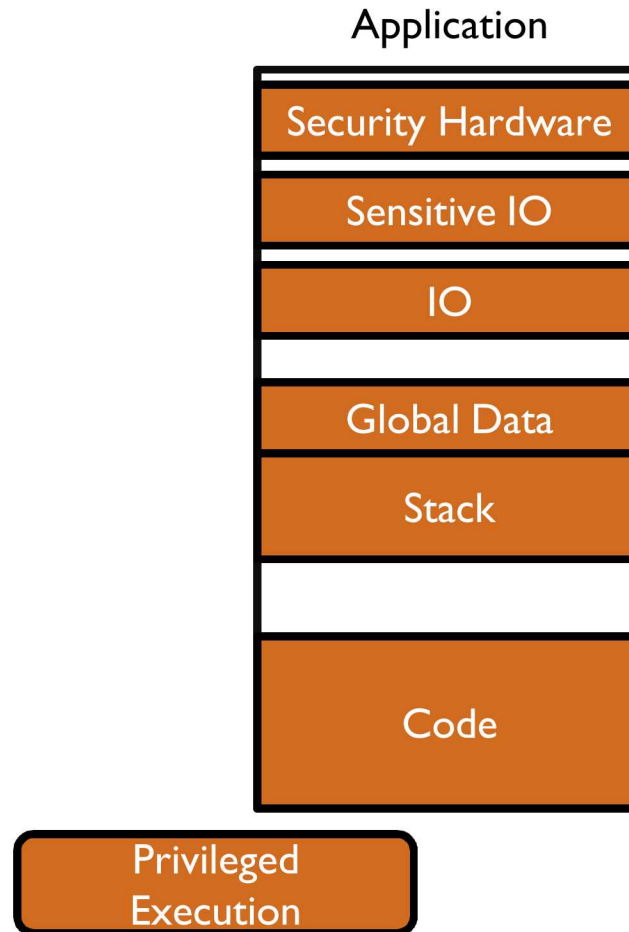 Application
Security Hardware
Sensitive IO
IO
Global Data
Stack
Code
Privileged
Execution